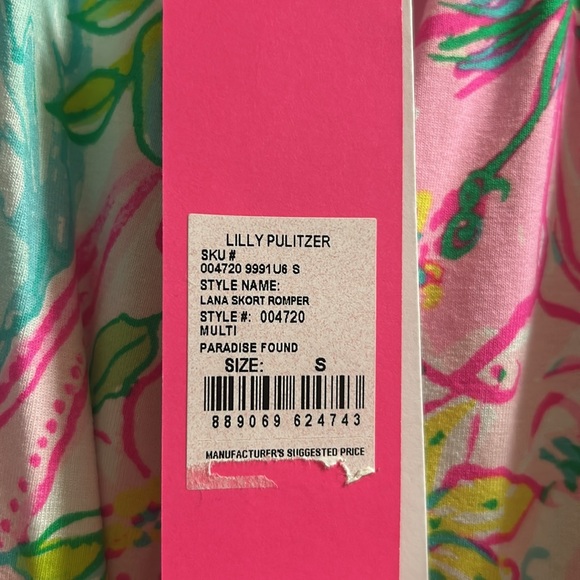 LILLY PULITZER
SKU #
004720 9991U6 S
STYLE NAME:
LANA SKORT ROMPER
STYLE #: 004720
MULTI
PARADISE FOUND
SIZE: S
889069 624743
MANUFACTURER'S SUGGESTED PRICE